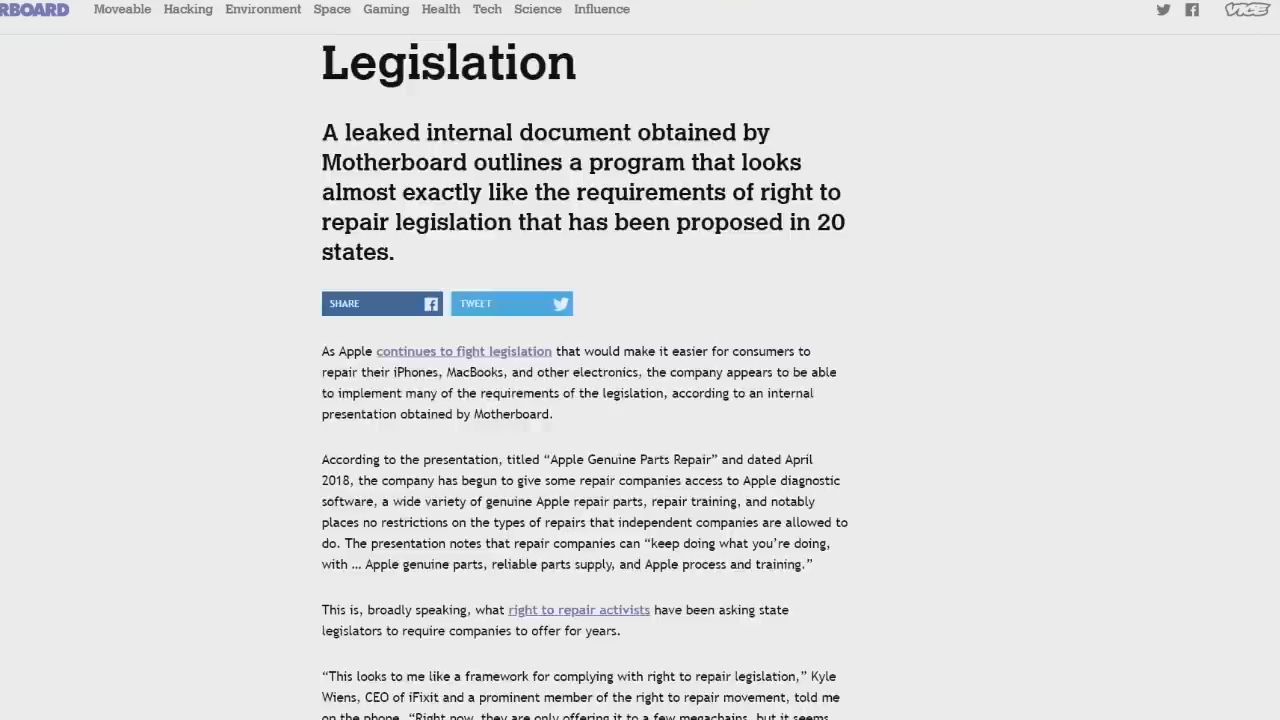 RBOARD Moveable Hacking Environment Space Gaming Health Tech Science Influence VICE
Legislation
A leaked internal document obtained by
Motherboard outlines a program that looks
almost exactly like the requirements of right to
repair legislation that has been proposed in 20
states.
SHARE TWEET
As Apple continues to fight legislation that would make it easier for consumers to
repair their iPhones, MacBooks, and other electronics, the company appears to be able
to implement many of the requirements of the legislation, according to an internal
presentation obtained by Motherboard.
According to the presentation, titled “Apple Genuine Parts Repair” and dated April
2018, the company has begun to give some repair companies access to Apple diagnostic
software, a wide variety of genuine Apple repair parts, repair training, and notably
places no restrictions on the types of repairs that independent companies are allowed to
do. The presentation notes that repair companies can “keep doing what you’re doing,
with … Apple genuine parts, reliable parts supply, and Apple process and training.”
This is, broadly speaking, what right to repair activists have been asking state
legislators to require companies to offer for years.
“This looks to me like a framework for complying with right to repair legislation,” Kyle
Wiens, CEO of iFixit and a prominent member of the right to repair movement, told me
on the phone. “Right now, they are only offering it to a few megachains, but it seems